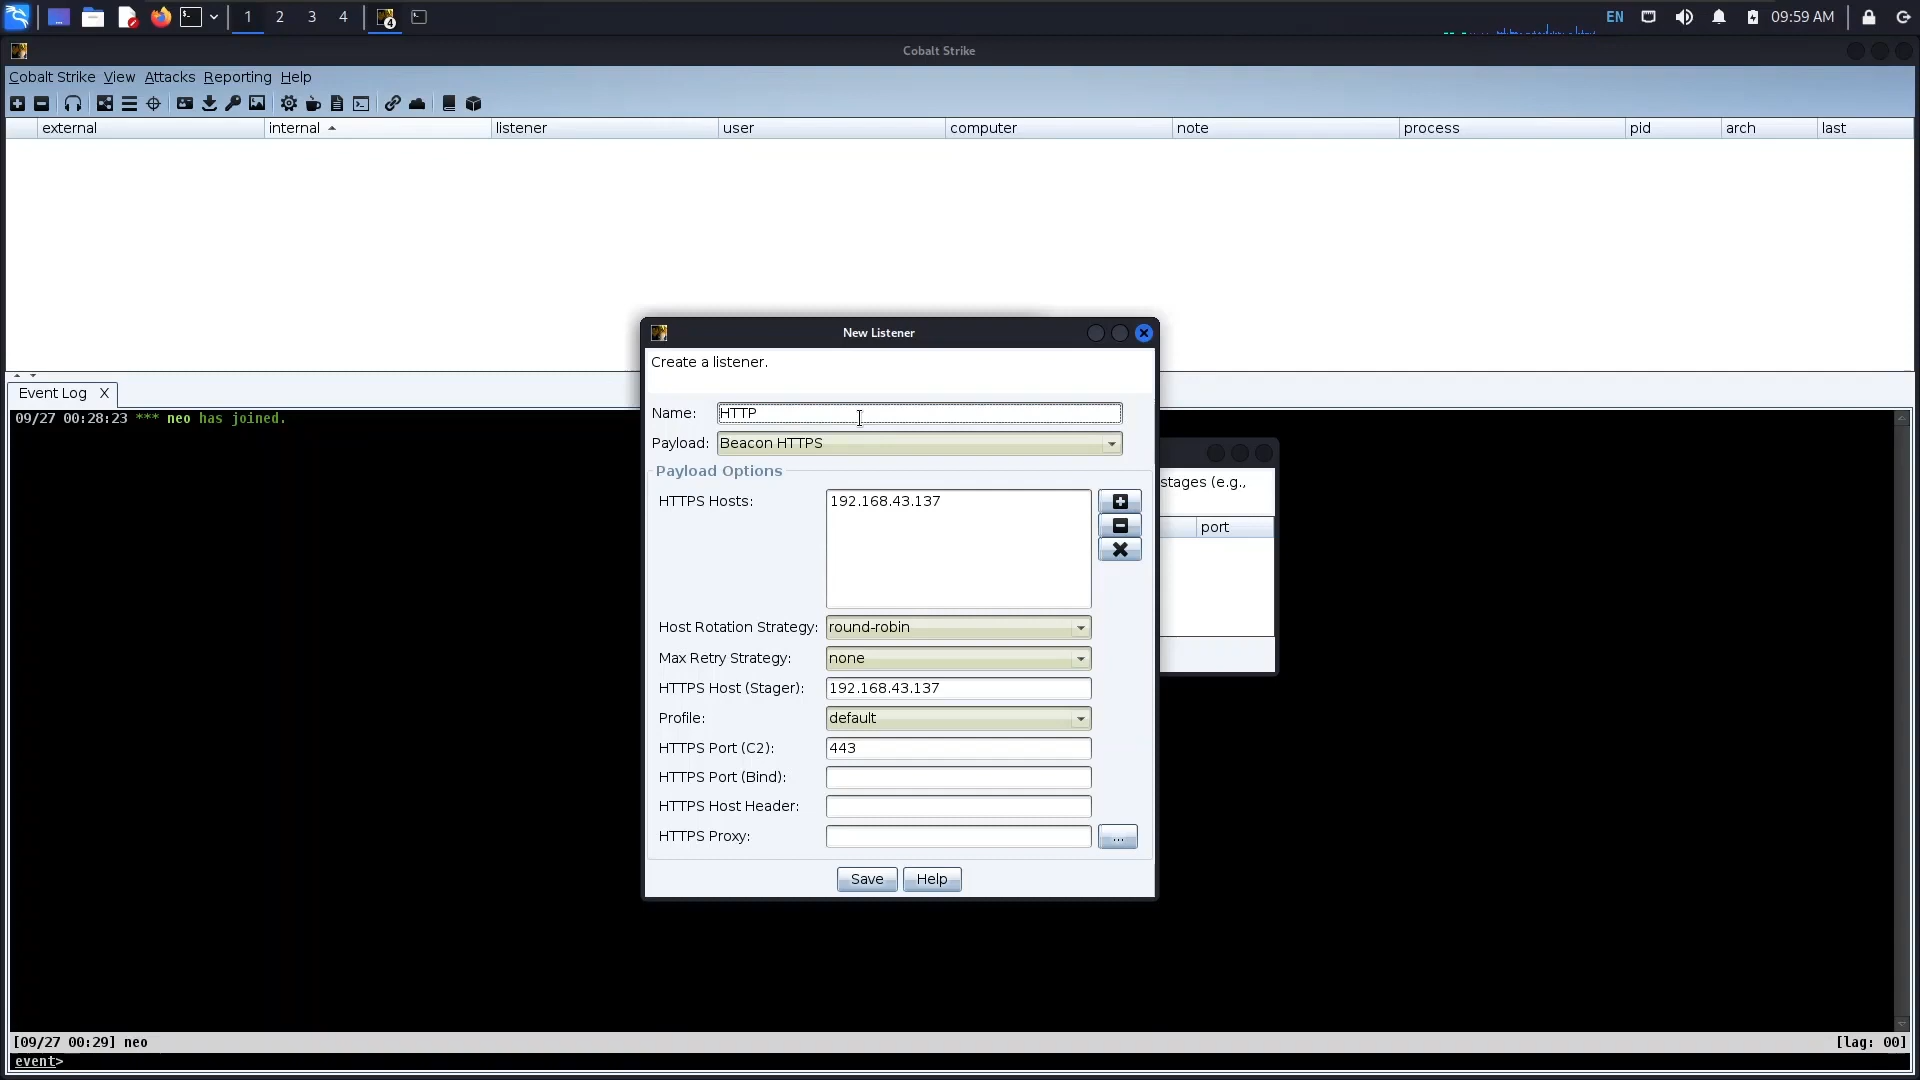 1 2 3 4 4 EN 09:59 AM
Cobalt Strike
Cobalt Strike View Attacks Reporting Help
external internal listener user computer note process pid arch last
Event Log X
09/27 00:28:23 *** neo has joined.
New Listener
Create a listener.
Name: HTTP
Payload: Beacon HTTPS
Payload Options
HTTPS Hosts: 192.168.43.137
Host Rotation Strategy: round-robin
Max Retry Strategy: none
HTTPS Host (Stager): 192.168.43.137
Profile: default
HTTPS Port (C2): 443
HTTPS Port (Bind):
HTTPS Host Header:
HTTPS Proxy: ...
Save Help
stages (e.g.,
port
[09/27 00:29] neo [lag: 00]
event>